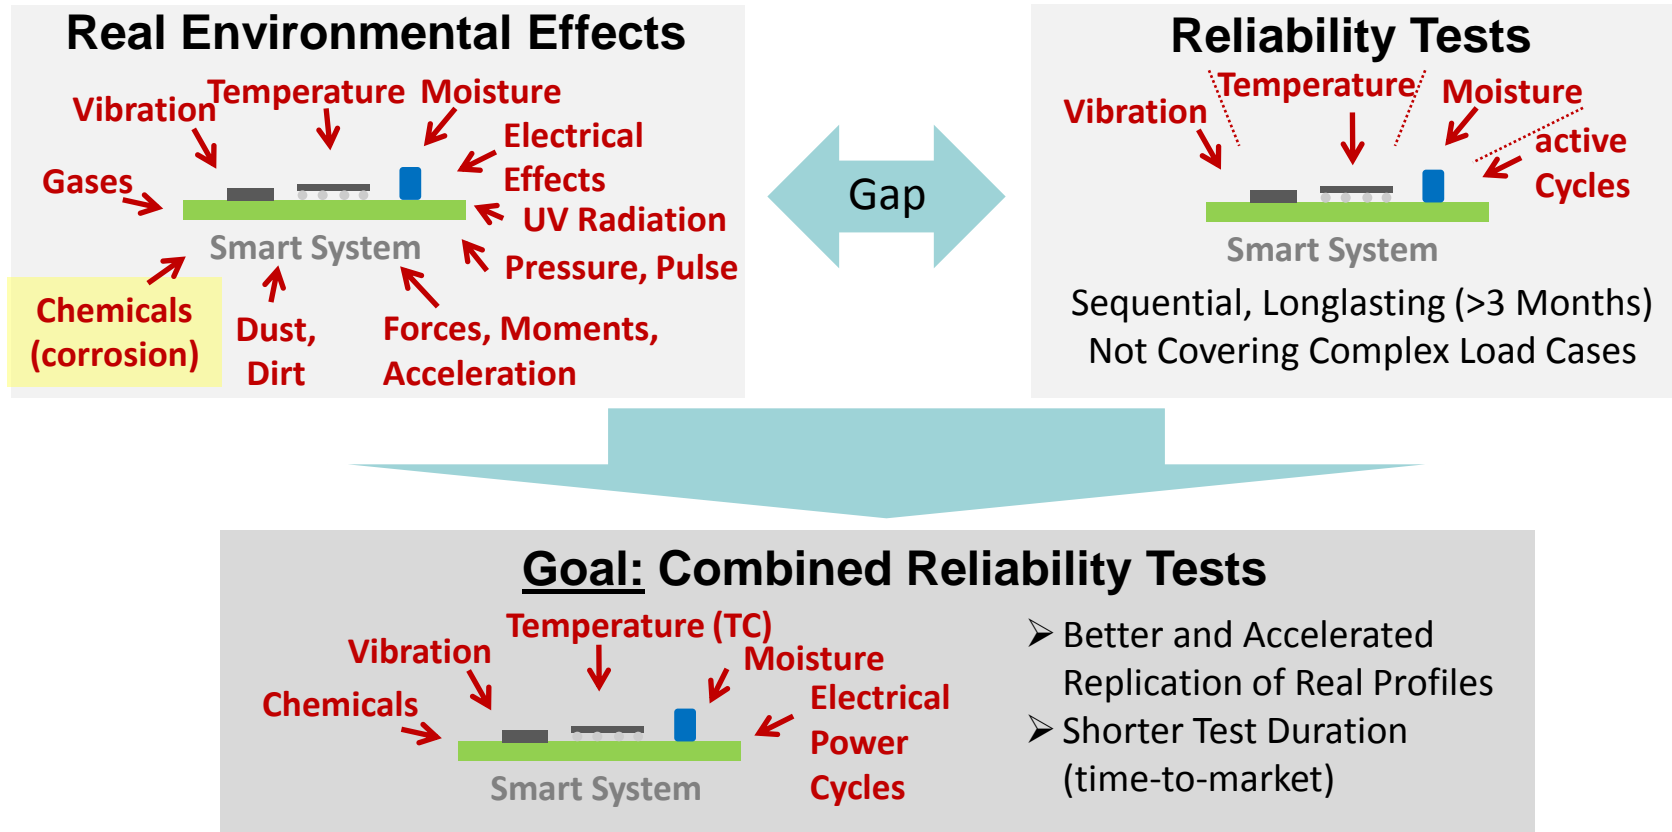 Real Environmental Effects
Temperature
Moisture
Vibration
Electrical
Effects
Gases
UV Radiation
Smart System
Pressure, Pulse
Chemicals
(corrosion)
Dust,
Dirt
Forces, Moments,
Acceleration
Gap
Reliability Tests
Temperature
Moisture
Vibration
active
Cycles
Smart System
Sequential, Longlasting (>3 Months)
Not Covering Complex Load Cases
Goal: Combined Reliability Tests
Temperature (TC)
Vibration
Moisture
Chemicals
Electrical
Power
Cycles
Smart System
➢ Better and Accelerated
Replication of Real Profiles
➢ Shorter Test Duration
(time-to-market)